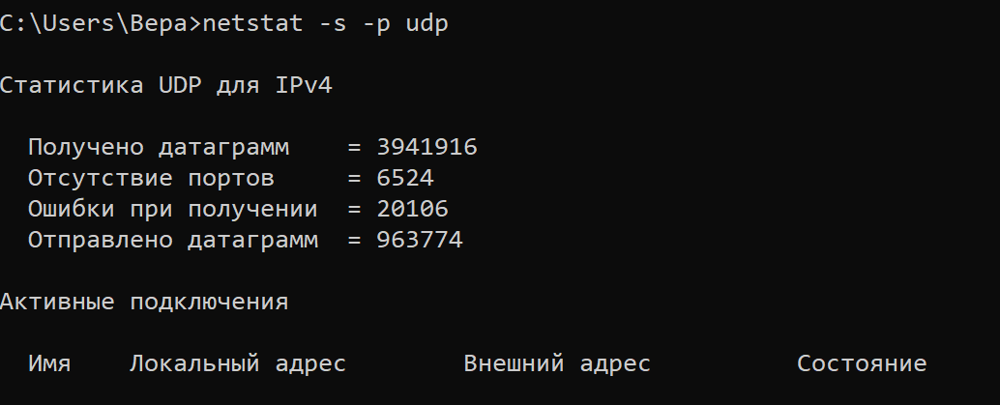 C:\Users\Вера>netstat -s -p udp
Статистика UDP для IPv4
Получено датаграмм = 3941916
Отсутствие портов = 6524
Ошибки при получении = 20106
Отправлено датаграмм = 963774
Активные подключения
Имя Локальный адрес Внешний адрес Состояние